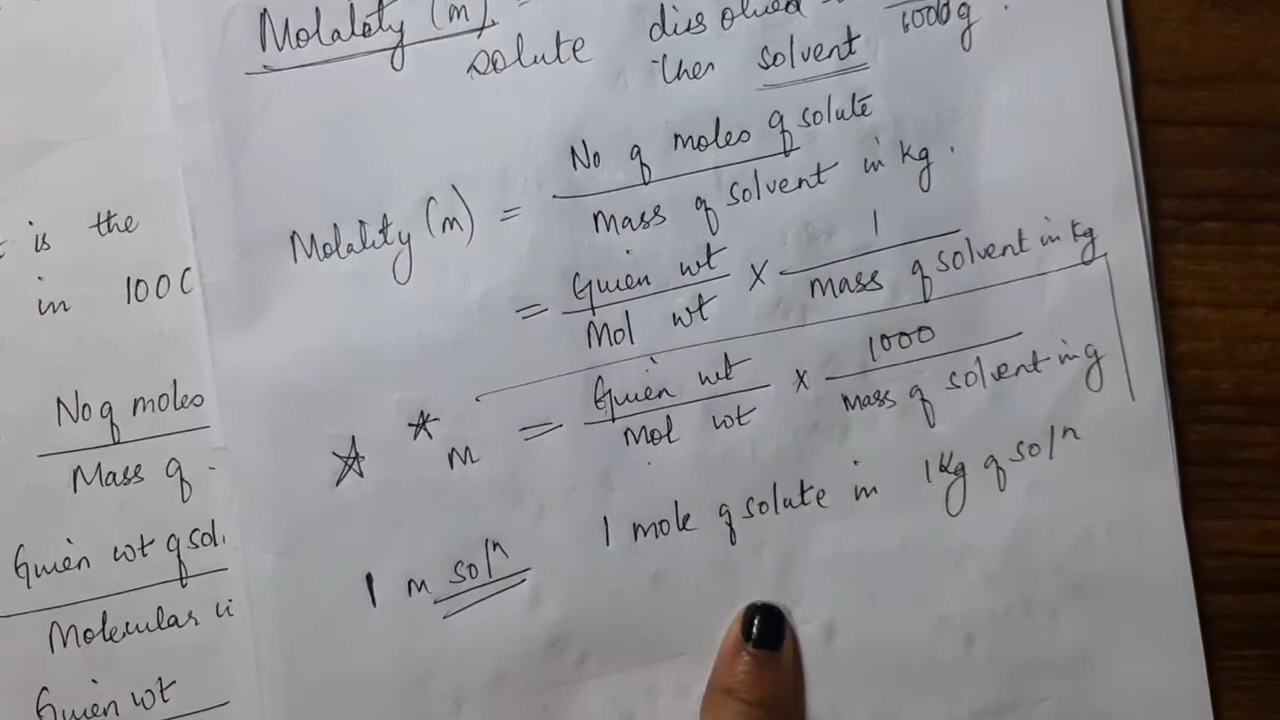 Molality (m) =
solute dissolved
then solvent 1000g.
Molality (m) = No of moles of solute
Mass of solvent in kg.
= Given wt × 1
Mol wt mass of solvent in kg
m = Given wt × 1000
Mol wt mass of solvent in g
1 m soln 1 mole of solute in 1 kg of soln
is the
in 100
No of moles
Mass of
Given wt of sol.
Molecular
Given wt